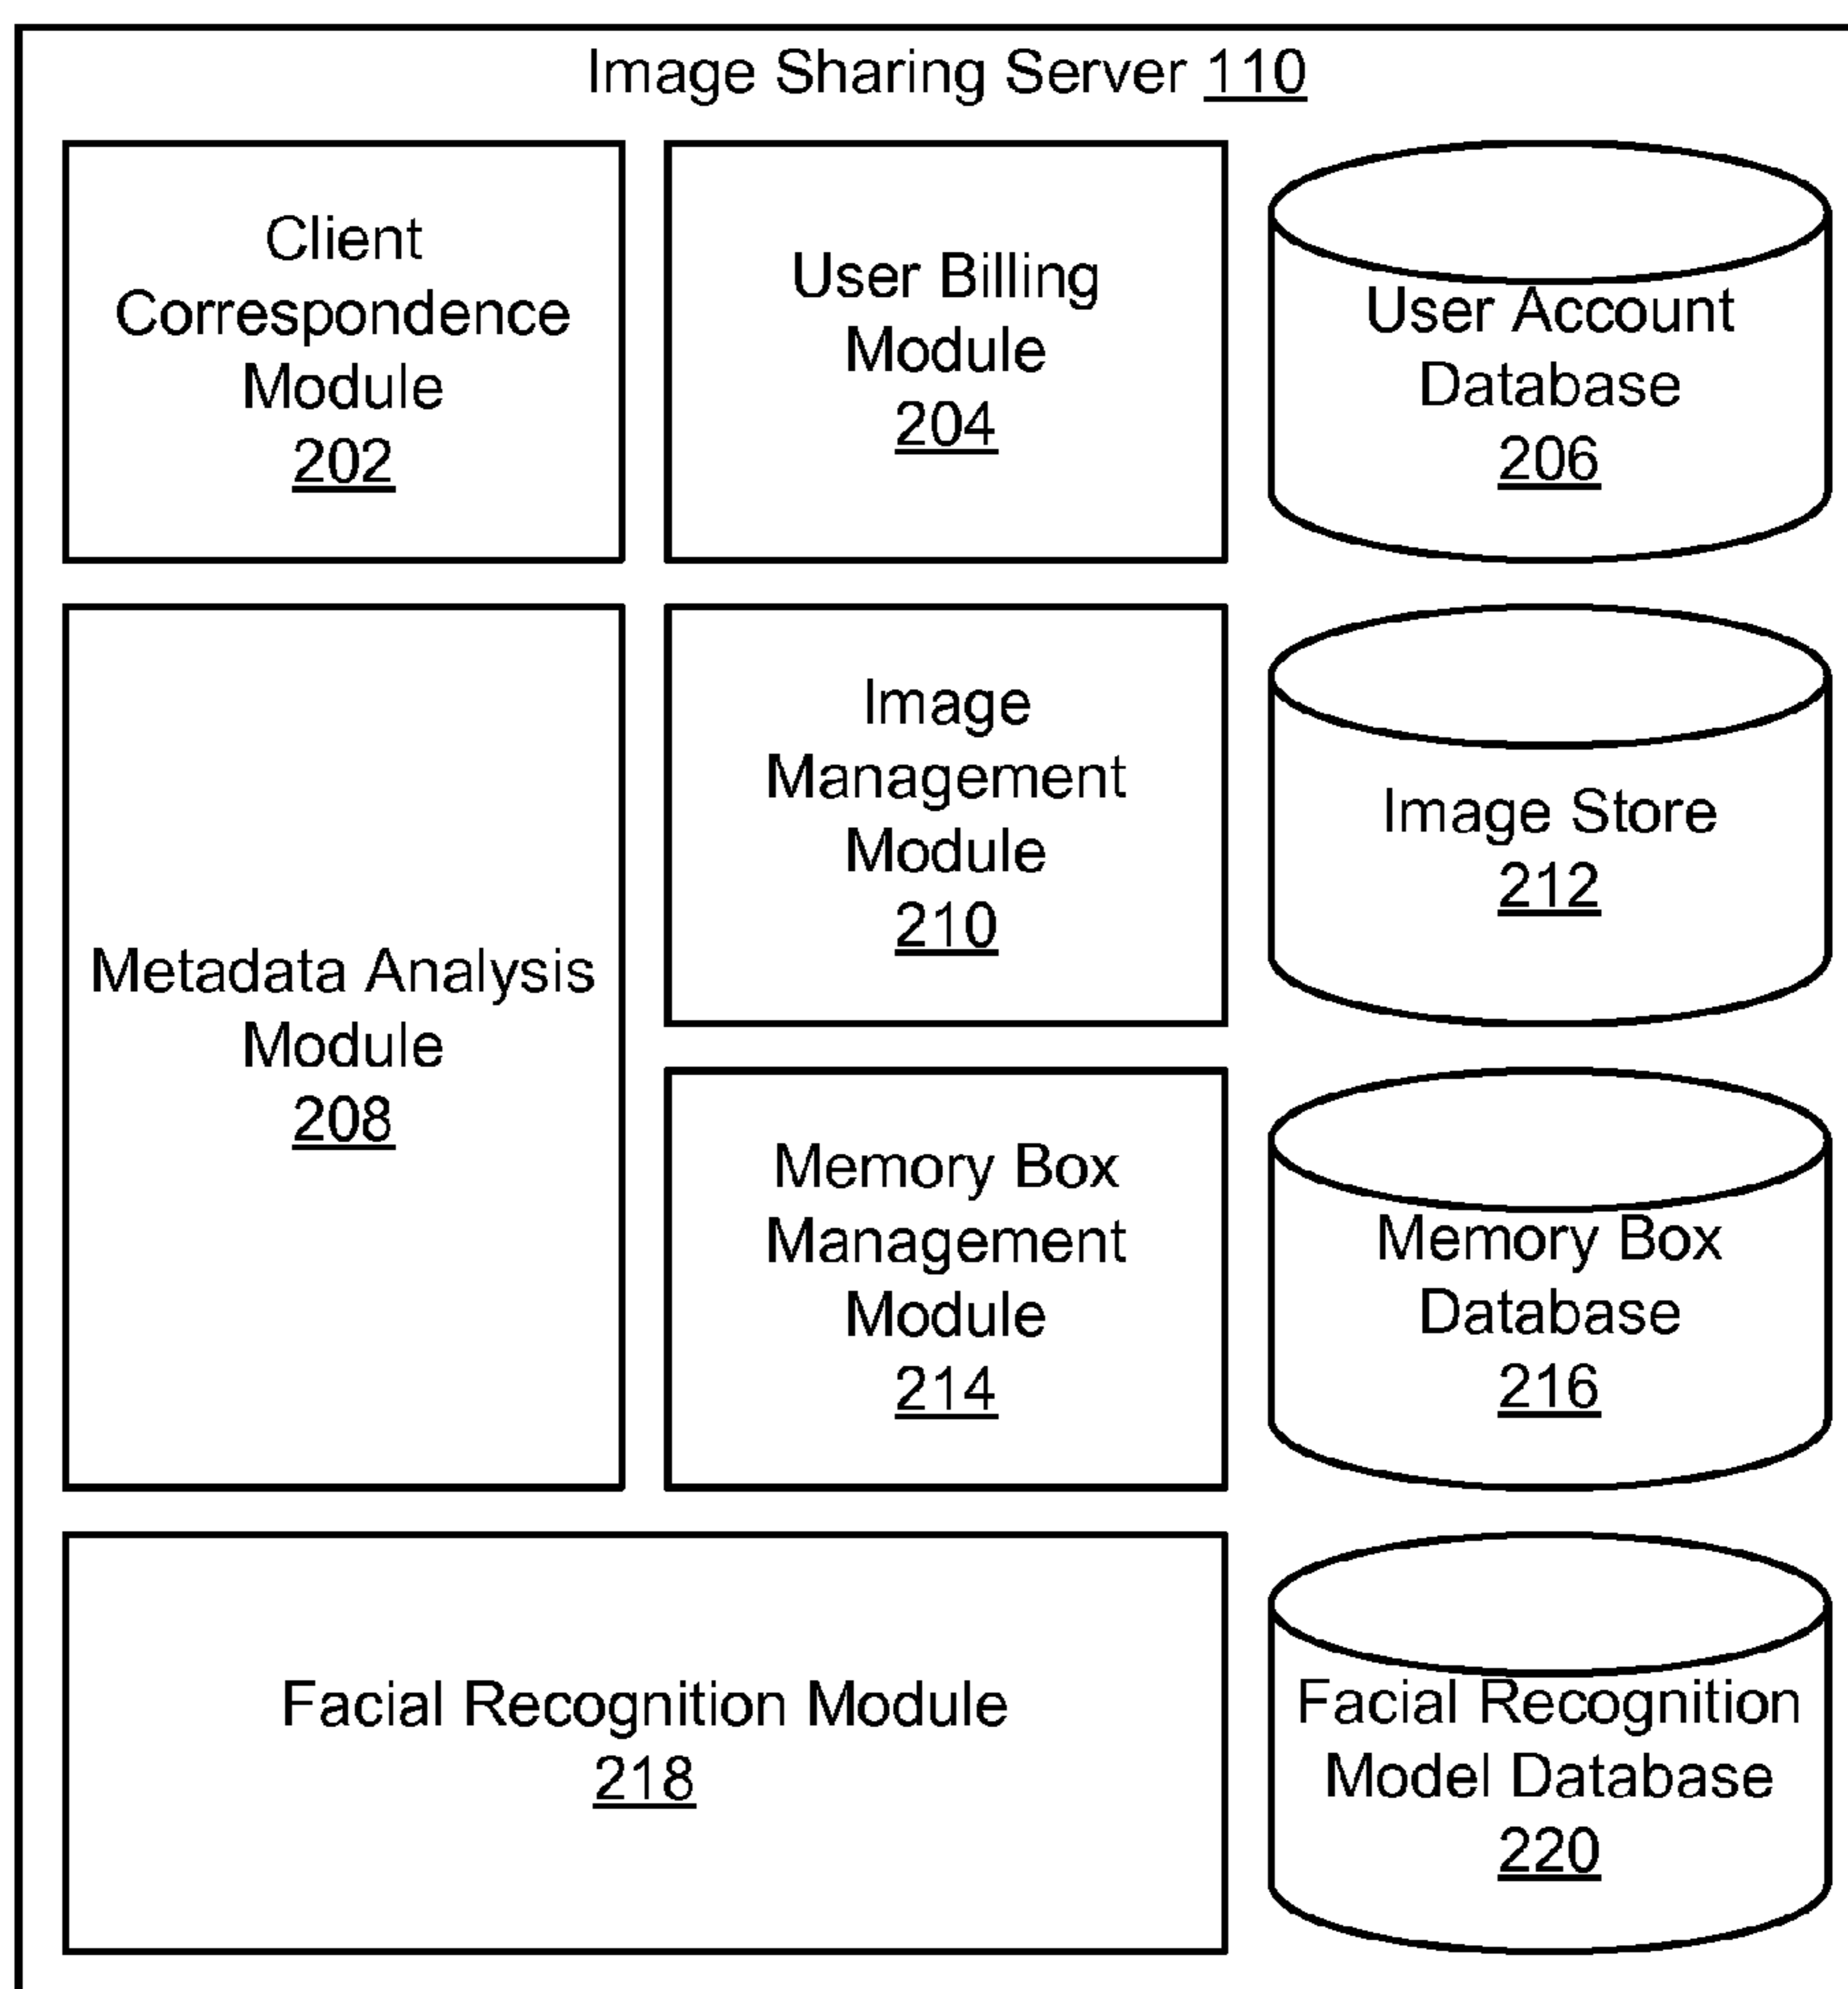 Image Sharing Server 110
Client
Correspondence
Module
202
User Billing
Module
204
User Account
Database
206
Metadata Analysis
Module
208
Image
Management
Module
210
Image Store
212
Memory Box
Management
Module
214
Memory Box
Database
216
Facial Recognition Module
218
Facial Recognition
Model Database
220